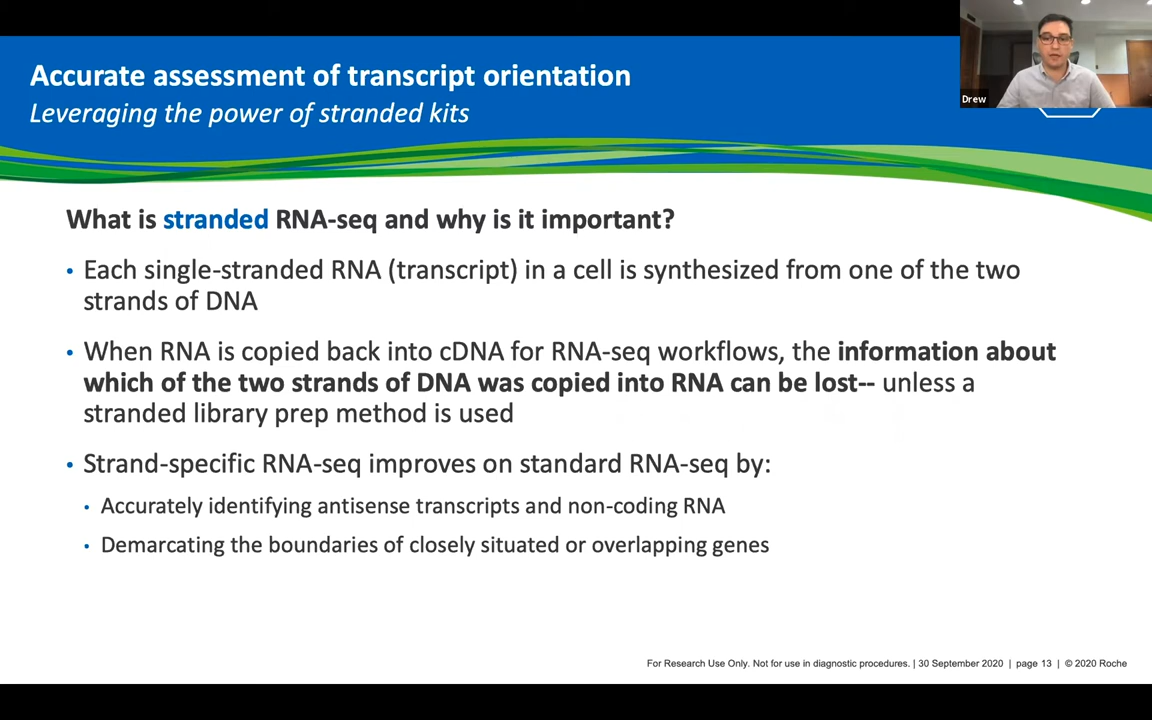 Accurate assessment of transcript orientation
Leveraging the power of stranded kits
Drew
What is stranded RNA-seq and why is it important?
• Each single-stranded RNA (transcript) in a cell is synthesized from one of the two
strands of DNA
• When RNA is copied back into cDNA for RNA-seq workflows, the information about
which of the two strands of DNA was copied into RNA can be lost-- unless a
stranded library prep method is used
• Strand-specific RNA-seq improves on standard RNA-seq by:
• Accurately identifying antisense transcripts and non-coding RNA
• Demarcating the boundaries of closely situated or overlapping genes
For Research Use Only. Not for use in diagnostic procedures. | 30 September 2020 | page 13 | © 2020 Roche